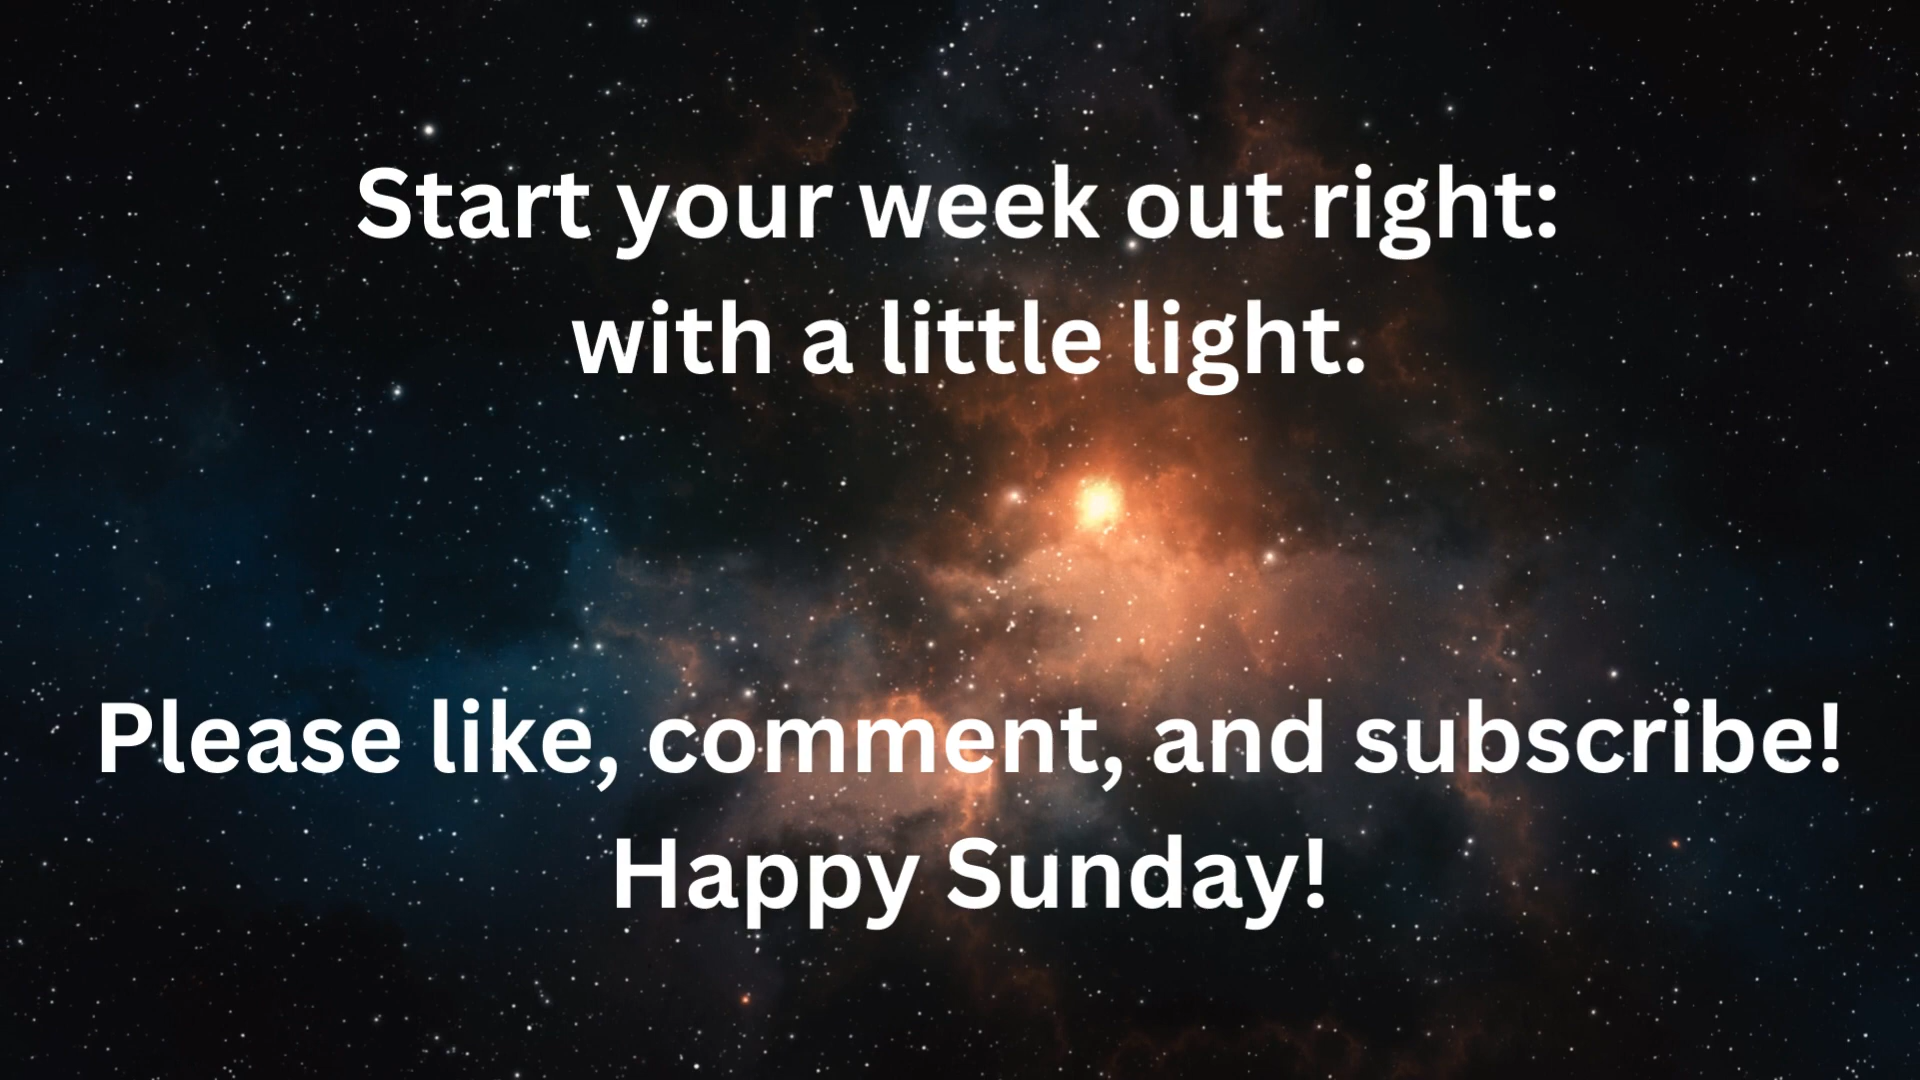 Start your week out right:
with a little light.
Please like, comment, and subscribe!
Happy Sunday!